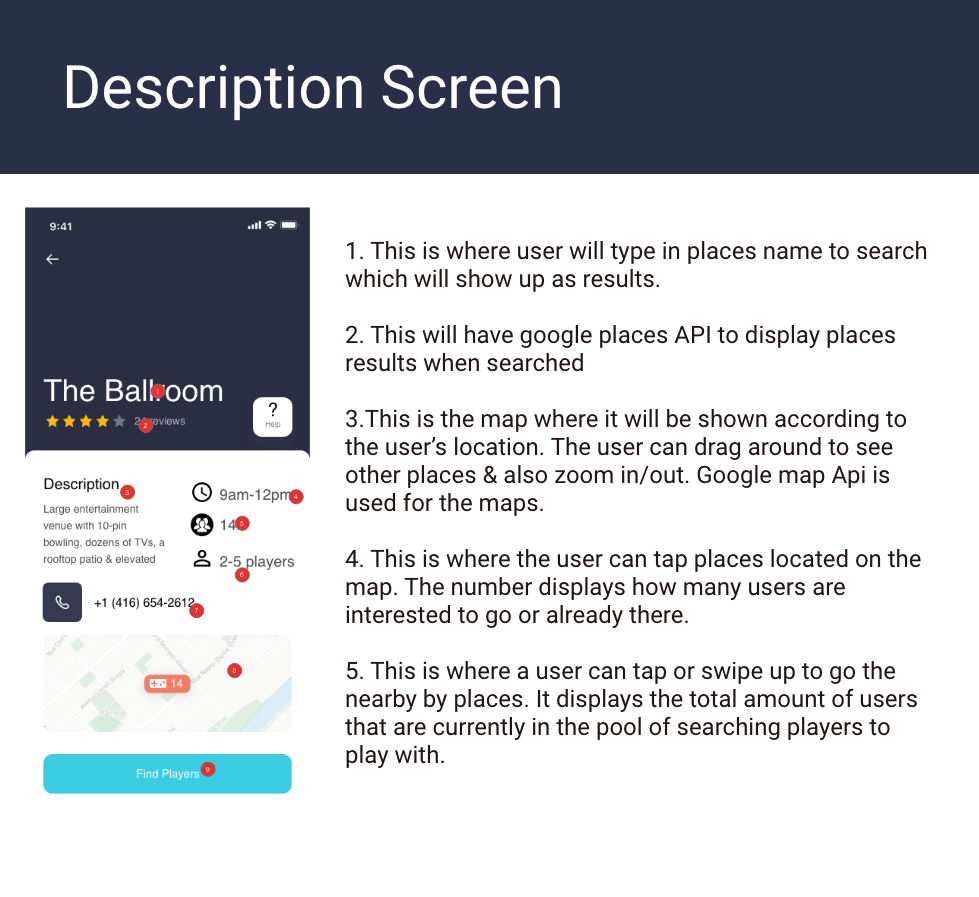 Description Screen
9:41
The Ballroom
1
2 reviews
2
?
Help
Description
3
Large entertainment
venue with 10-pin
bowling, dozens of TVs, a
rooftop patio & elevated
9am-12pm
4
14
5
2-5 players
6
+1 (416) 654-2612
7
14
8
Find Players
9
1. This is where user will type in places name to search
which will show up as results.
2. This will have google places API to display places
results when searched
3.This is the map where it will be shown according to
the user’s location. The user can drag around to see
other places & also zoom in/out. Google map Api is
used for the maps.
4. This is where the user can tap places located on the
map. The number displays how many users are
interested to go or already there.
5. This is where a user can tap or swipe up to go the
nearby by places. It displays the total amount of users
that are currently in the pool of searching players to
play with.